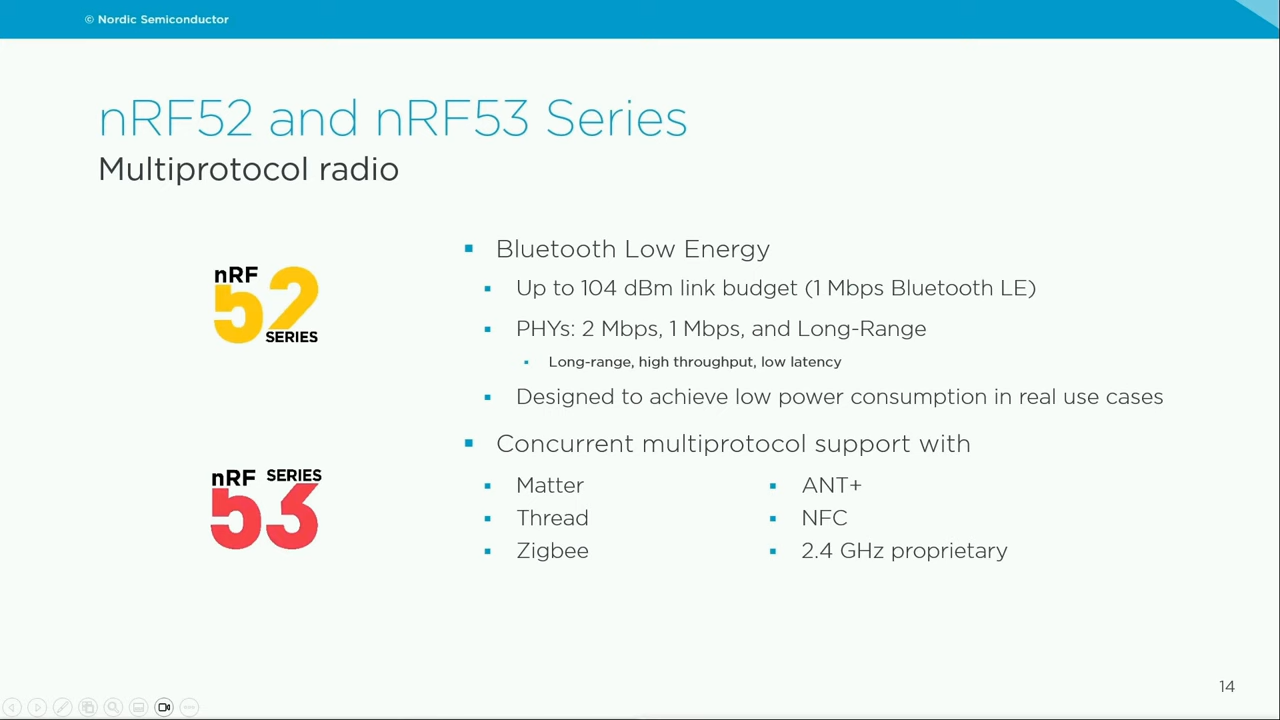 © Nordic Semiconductor
nRF52 and nRF53 Series
Multiprotocol radio
nRF
52
SERIES
Bluetooth Low Energy
Up to 104 dBm link budget (1 Mbps Bluetooth LE)
PHYs: 2 Mbps, 1 Mbps, and Long-Range
Long-range, high throughput, low latency
Designed to achieve low power consumption in real use cases
nRF SERIES
53
Concurrent multiprotocol support with
Matter
Thread
Zigbee
ANT+
NFC
2.4 GHz proprietary
14